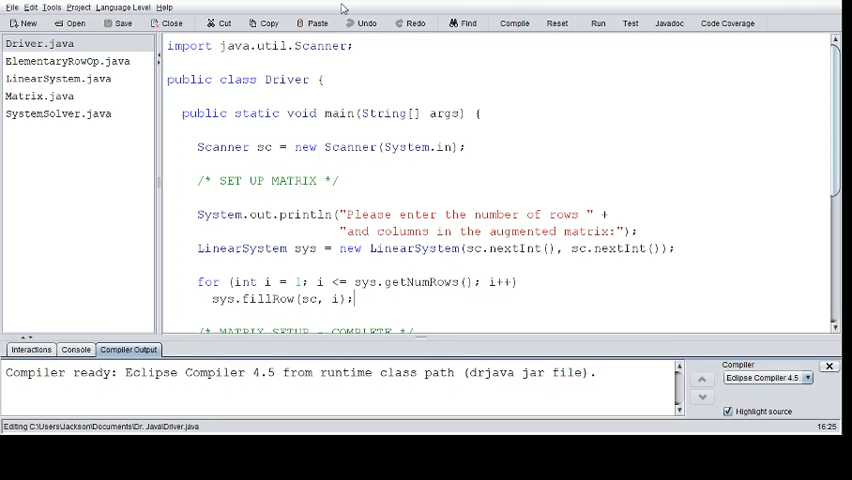 File Edit Tools Project Language Level Help
New Open Save Close Cut Copy Paste Undo Redo Find Compile Reset Run Test Javadoc Code Coverage
Driver.java
ElementaryRowOp.java
LinearSystem.java
Matrix.java
SystemSolver.java
import java.util.Scanner;
public class Driver {
public static void main(String[] args) {
Scanner sc = new Scanner(System.in);
/* SET UP MATRIX */
System.out.println("Please enter the number of rows " +
"and columns in the augmented matrix:");
LinearSystem sys = new LinearSystem(sc.nextInt(), sc.nextInt());
for (int i = 1; i <= sys.getNumRows(); i++)
sys.fillRow(sc, i);
/* MATRIX SETUP - COMPLETE */
Interactions Console Compiler Output
Compiler ready: Eclipse Compiler 4.5 from runtime class path (drjava jar file).
Compiler
Eclipse Compiler 4.5
Highlight source
Editing C:\Users\Jackson\Documents\Dr. Java\Driver.java
16:25